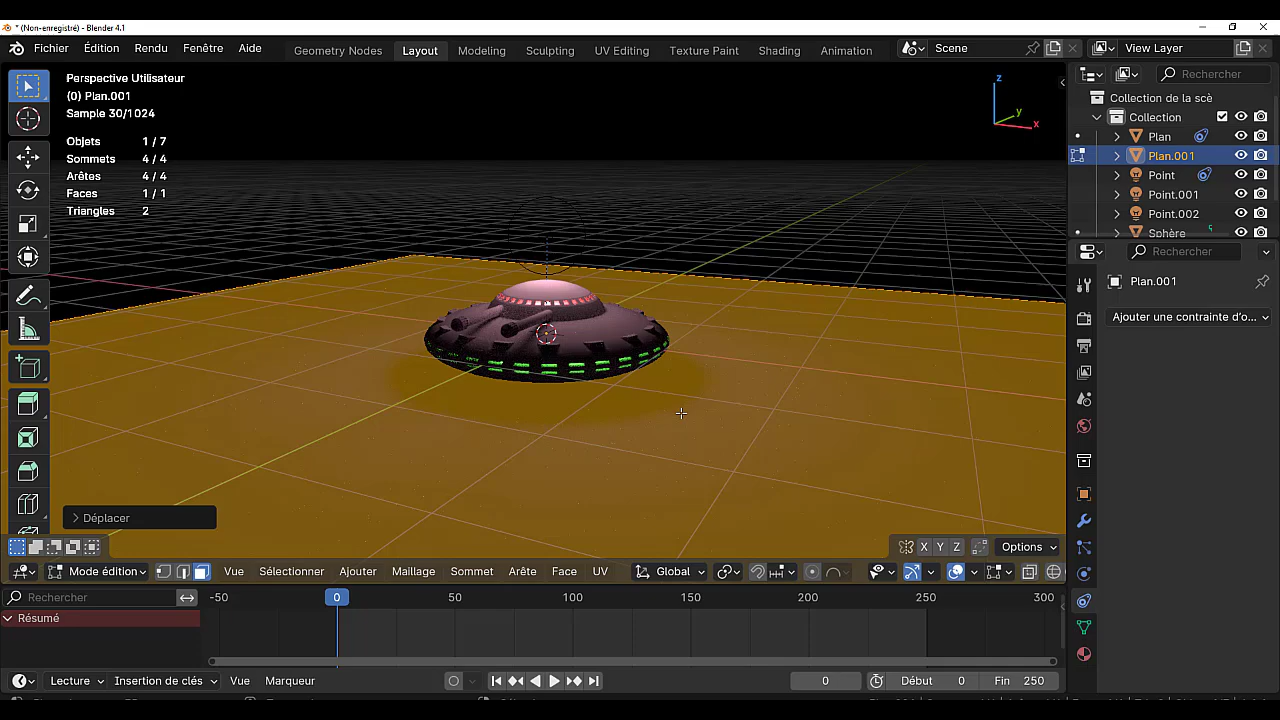 * (Non-enregistré) - Blender 4.1
Fichier Édition Rendu Fenêtre Aide Geometry Nodes Layout Modeling Sculpting UV Editing Texture Paint Shading Animation Scene View Layer
Perspective Utilisateur
(0) Plan.001
Sample 30/1024
Objets 1 / 7
Sommets 4 / 4
Arêtes 4 / 4
Faces 1 / 1
Triangles 2
z
y
x
Rechercher
Collection de la scè
Collection
Plan
Plan.001
Point
Point.001
Point.002
Sphère
Rechercher
Plan.001
Ajouter une contrainte d'o...
Déplacer
X Y Z Options
Mode édition Vue Sélectionner Ajouter Maillage Sommet Arête Face UV Global
Rechercher -50 0 50 100 150 200 250 300
Résumé
Lecture Insertion de clés Vue Marqueur 0 Début 0 Fin 250